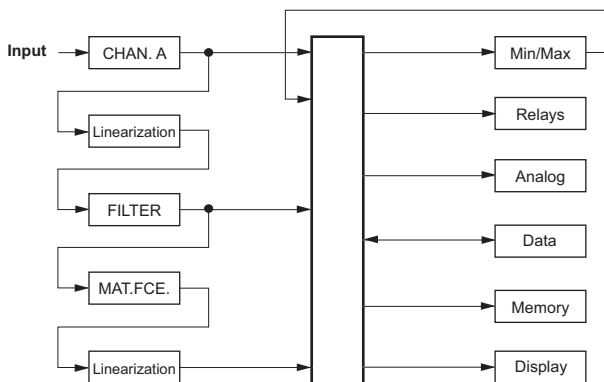 Input
CHAN. A
Linearization
FILTER
MAT.FCE.
Linearization
Min/Max
Relays
Analog
Data
Memory
Display